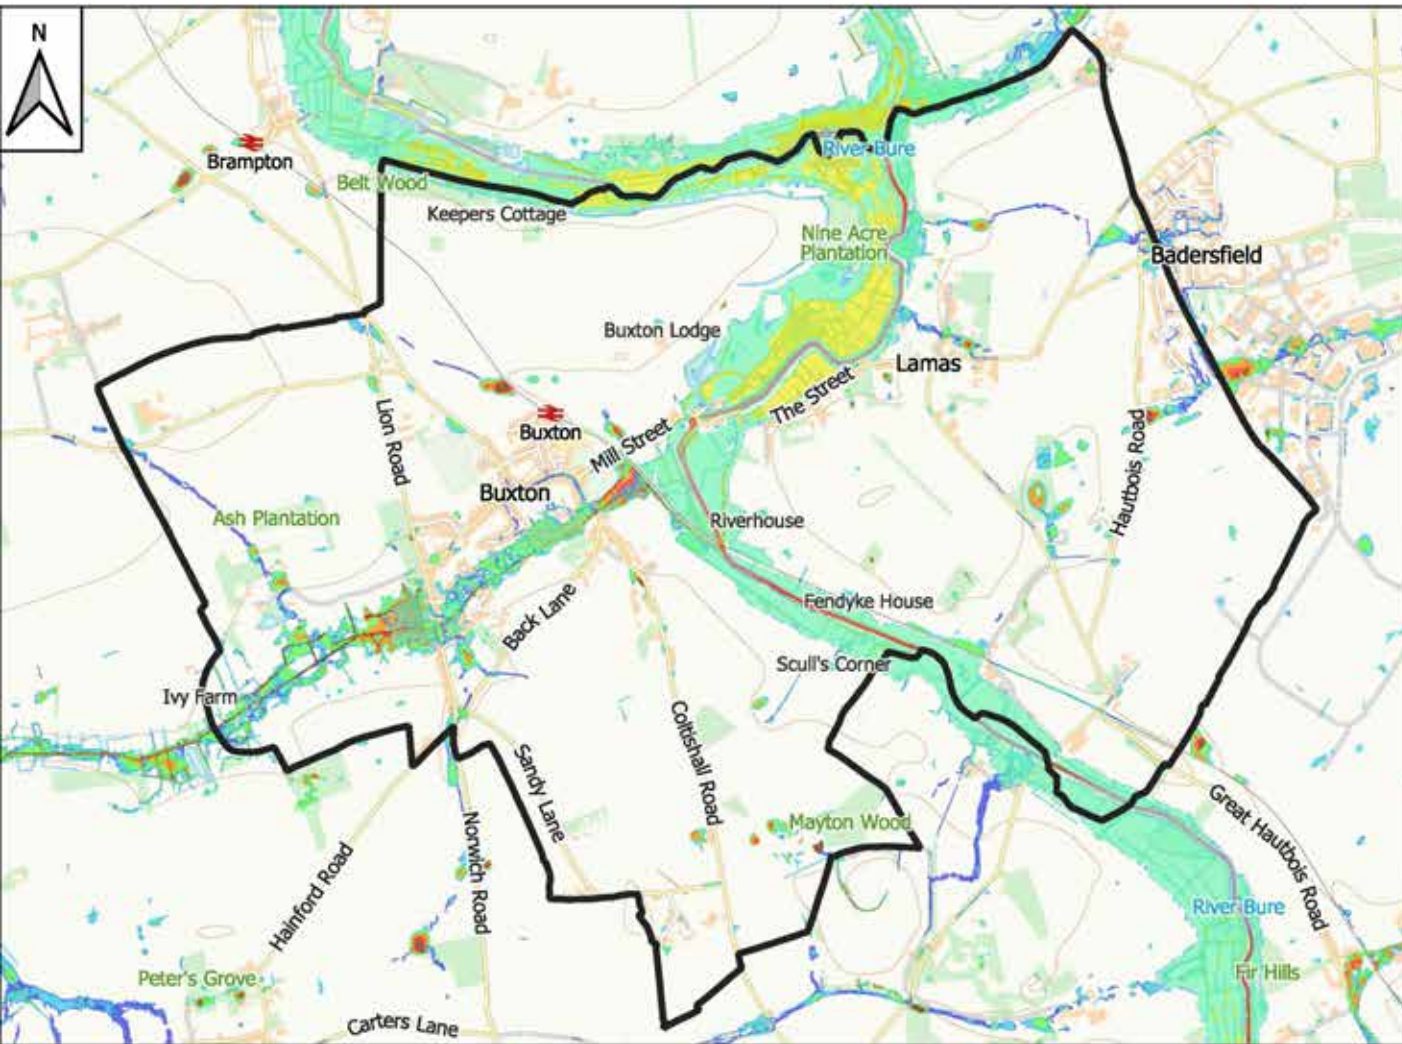 N
Brampton
River Bure
Belt Wood
Keepers Cottage
Nine Acre
Plantation
Badersfield
Buxton Lodge
Lamas
The Street
Lion Road
Buxton
Mill Street
Hautbois Road
Buxton
Ash Plantation
Riverhouse
Back Lane
Fendyke House
Scull's Corner
Ivy Farm
Coltishall Road
Sandy Lane
Mayton Wood
Great Hautbois Road
Norwich Road
Hainford Road
River Bure
Peter's Grove
Fir Hills
Carters Lane